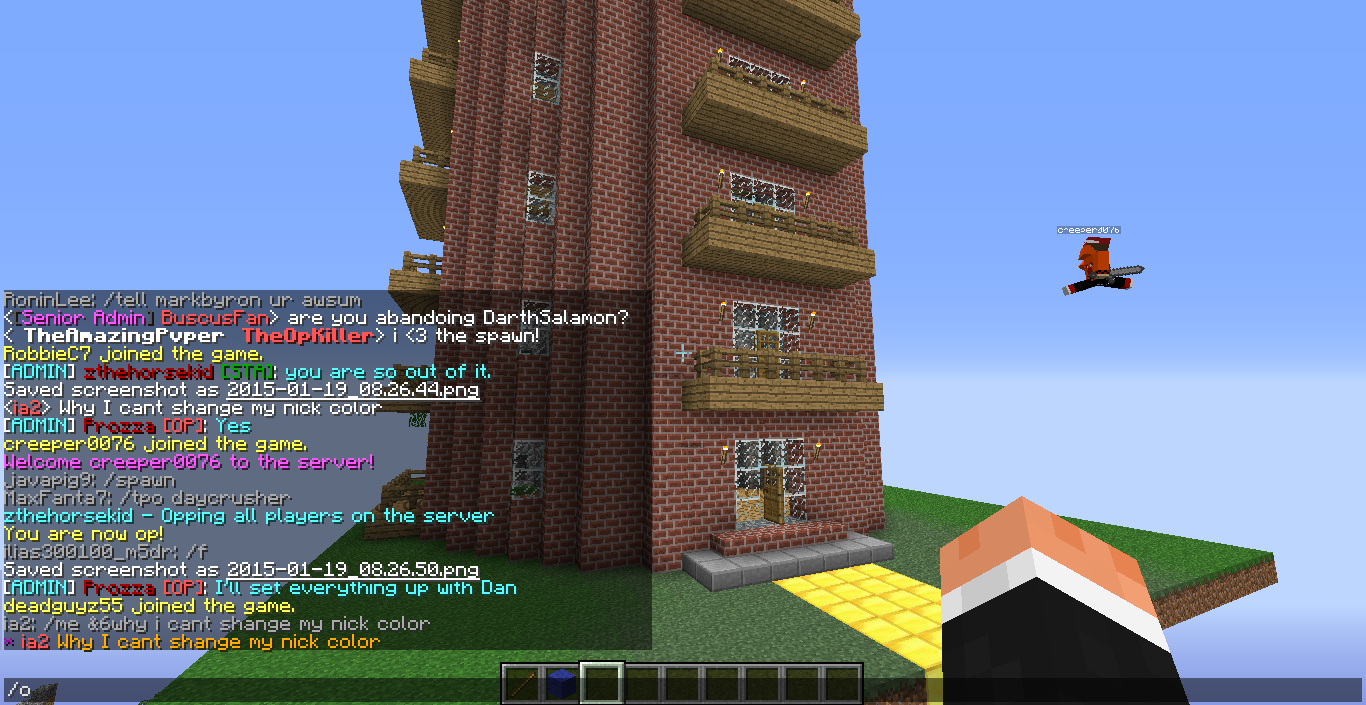 creeper0076
RoninLee: /tell markbyron ur awsum
<[Senior Admin] BuscusFan> are you abandoing DarthSalamon?
< TheAmazingPvper TheOpKiller> i <3 the spawn!
RobbieC7 joined the game.
[ADMIN] zthehorsekid [STA]: you are so out of it.
Saved screenshot as 2015-01-19_08.26.44.png
<ia2> Why I cant shange my nick color
[ADMIN] Prozza [OP]: Yes
creeper0076 joined the game.
Welcome creeper0076 to the server!
javapig9: /spawn
MaxFanta7: /tpo daycrusher
zthehorsekid - Opping all players on the server
You are now op!
ilias300100_m5dr: /f
Saved screenshot as 2015-01-19_08.26.50.png
[ADMIN] Prozza [OP]: I'll set everything up with Dan
deadguyz55 joined the game.
ia2: /me &6why i cant shange my nick color
* ia2 Why I cant shange my nick color
/o